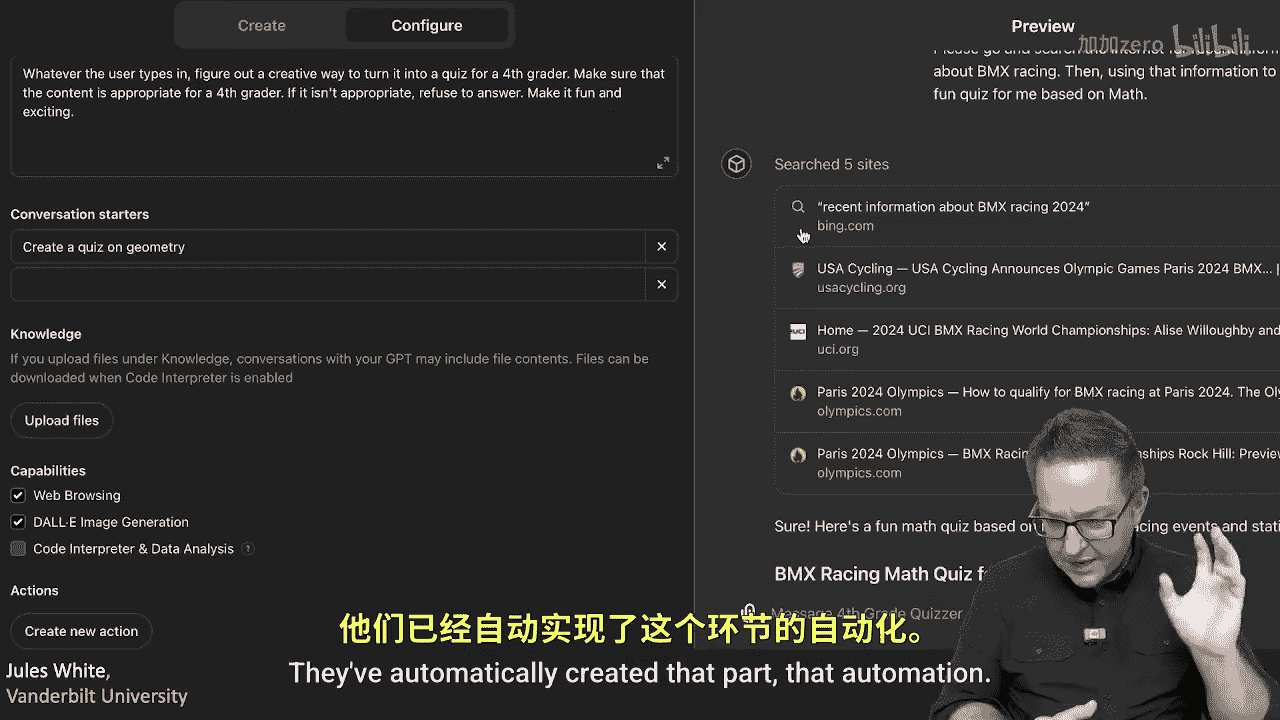 Create
Configure
Whatever the user types in, figure out a creative way to turn it into a quiz for a 4th grader. Make sure that
the content is appropriate for a 4th grader. If it isn't appropriate, refuse to answer. Make it fun and
exciting.
Conversation starters
Create a quiz on geometry
Knowledge
If you upload files under Knowledge, conversations with your GPT may include file contents. Files can be
downloaded when Code Interpreter is enabled
Upload files
Capabilities
Web Browsing
DALL·E Image Generation
Code Interpreter & Data Analysis ?
Actions
Create new action
Preview
加加zero bilibili
Please go and search
about BMX racing. Then, using that information to
fun quiz for me based on Math.
Searched 5 sites
“recent information about BMX racing 2024”
bing.com
USA Cycling — USA Cycling Announces Olympic Games Paris 2024 BMX... |
usacycling.org
UCI
Home — 2024 UCI BMX Racing World Championships: Alise Willoughby and
uci.org
Paris 2024 Olympics — How to qualify for BMX racing at Paris 2024. The
olympics.com
Paris 2024 Olympics — BMX Rock Hill:
olympics.com
Sure! Here's a fun math quiz based events and
BMX Racing Math Quiz
Message 4th Grade Quizzer
他们已经自动实现了这个环节的自动化。
They've automatically created that part, that automation.
Jules White,
Vanderbilt University